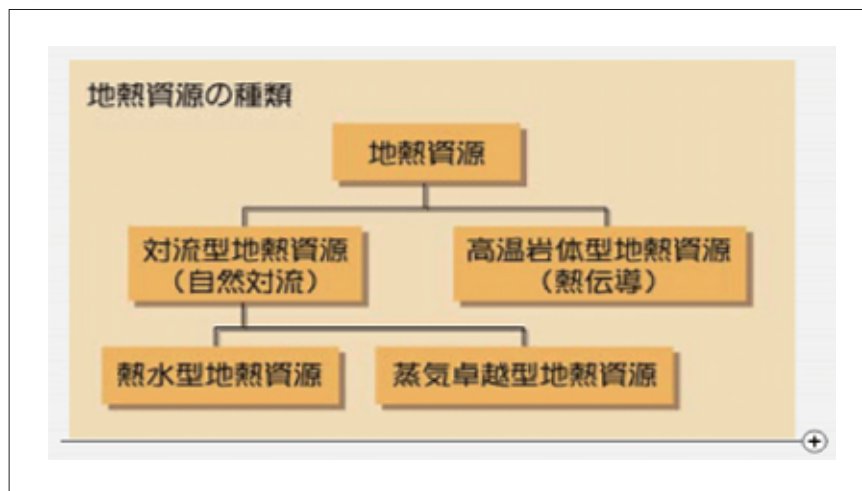 地熱資源の種類
地熱資源
対流型地熱資源
（自然対流）
高温岩体型地熱資源
（熱伝導）
熱水型地熱資源
蒸気卓越型地熱資源